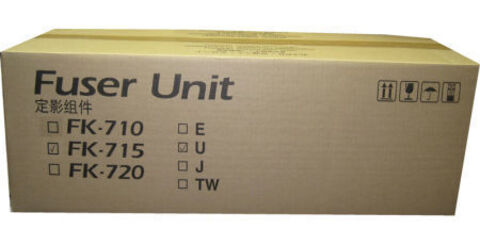 Fuser Unit
定影组件
☐ FK-710 ☐ E
☑ FK-715 ☑ U
☐ FK-720 ☐ J
☐ TW